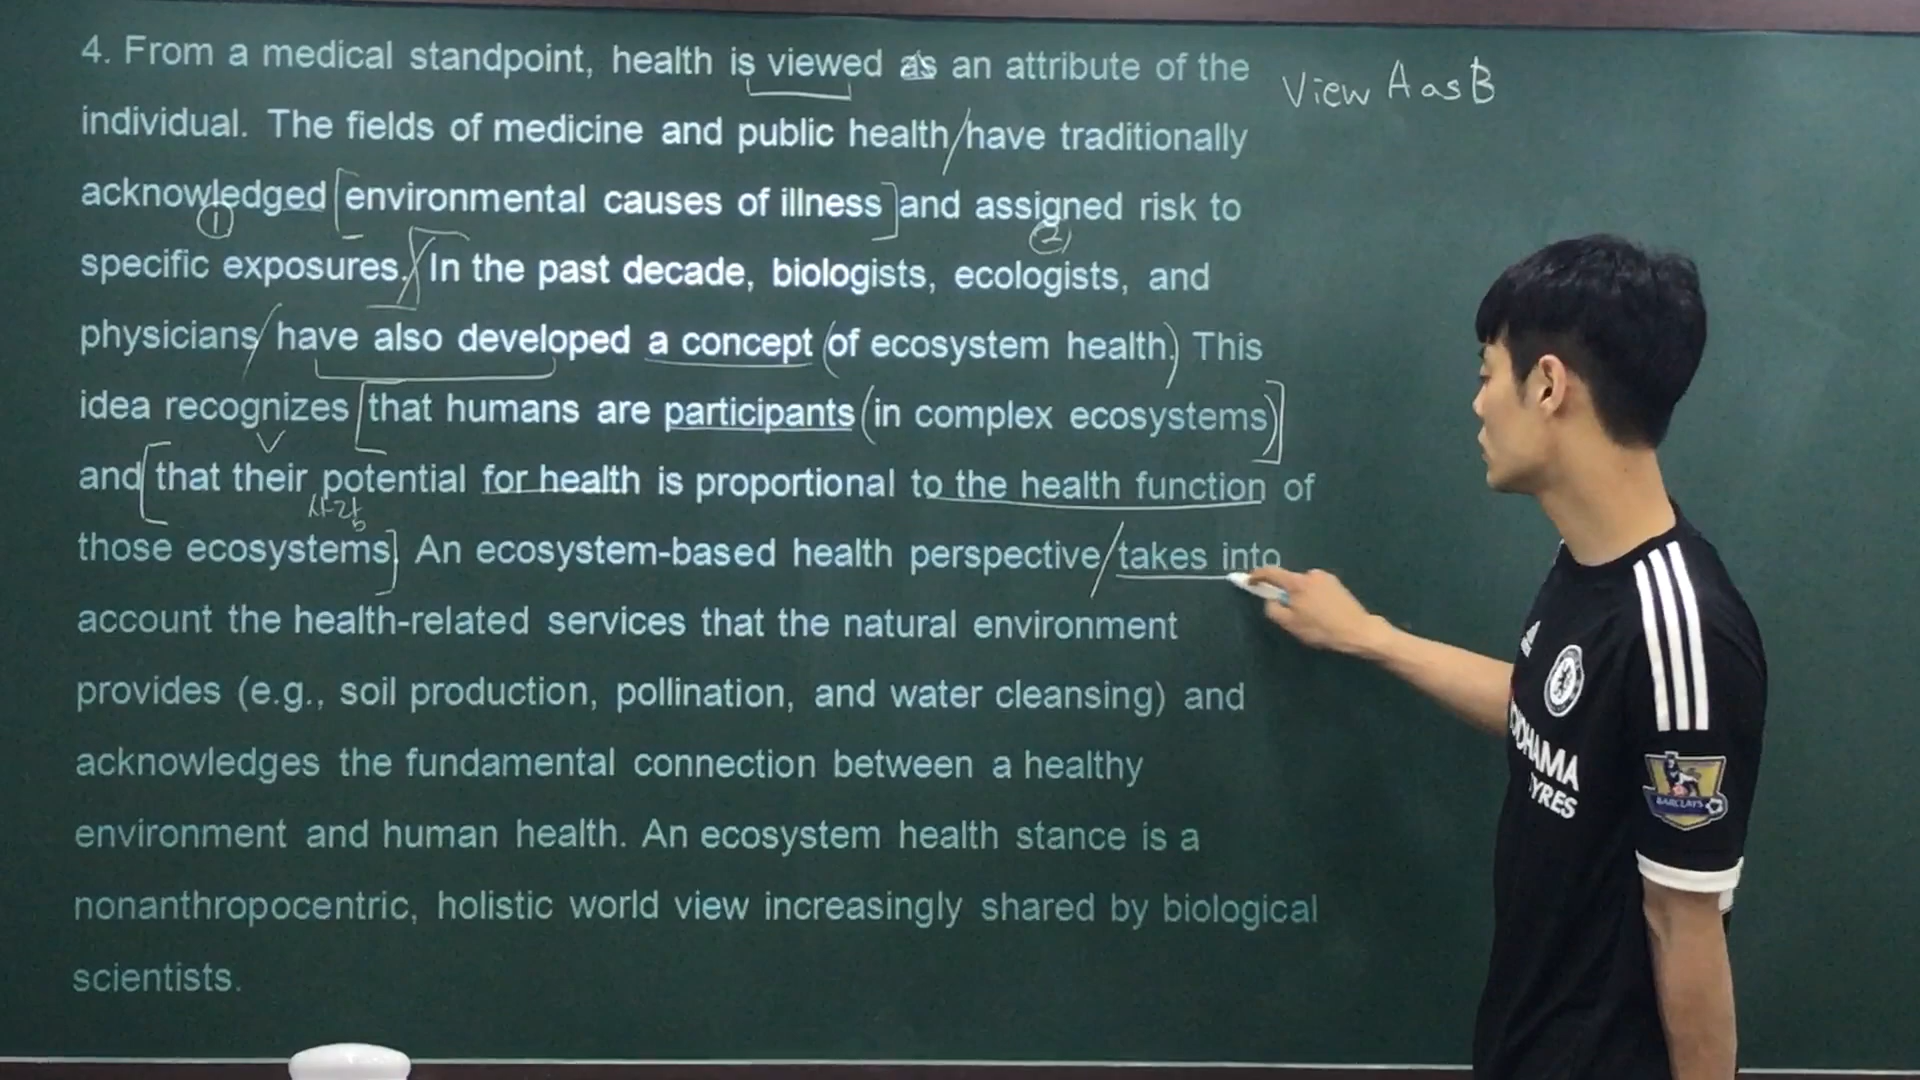 4. From a medical standpoint, health is viewed as an attribute of the
View A as B
individual. The fields of medicine and public health have traditionally
acknowledged environmental causes of illness and assigned risk to
① ②
specific exposures. In the past decade, biologists, ecologists, and
physicians have also developed a concept of ecosystem health. This
idea recognizes that humans are participants in complex ecosystems
and that their potential for health is proportional to the health function of
사람
those ecosystems. An ecosystem-based health perspective takes into
account the health-related services that the natural environment
provides (e.g., soil production, pollination, and water cleansing) and
acknowledges the fundamental connection between a healthy
environment and human health. An ecosystem health stance is a
nonanthropocentric, holistic world view increasingly shared by biological
scientists.
YOKOHAMA
TYRES
BARCLAYS